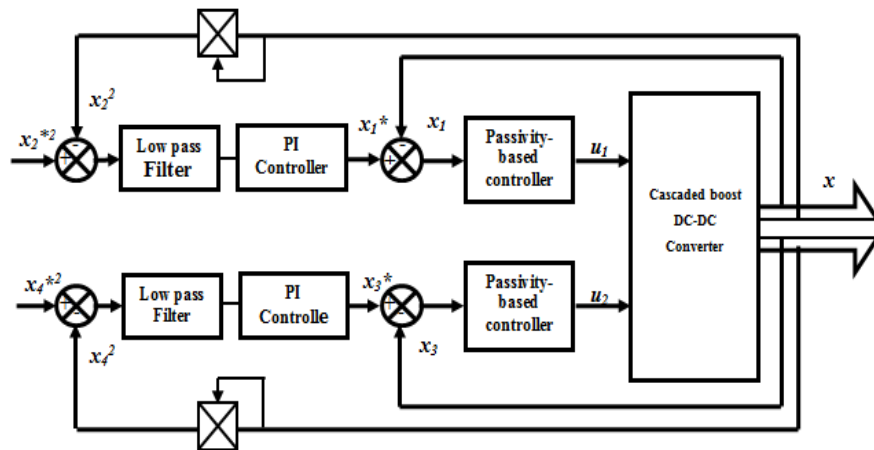 x₂²
x₂*²
-
+
Low pass
Filter
PI
Controller
x₁*
x₁
-
+
Passivity-
based
controller
u₁
Cascaded boost
DC-DC
Converter
x
x₄*²
+
-
x₄²
Low pass
Filter
PI
Controlle
x₃*
+
-
x₃
Passivity-
based
controller
u₂